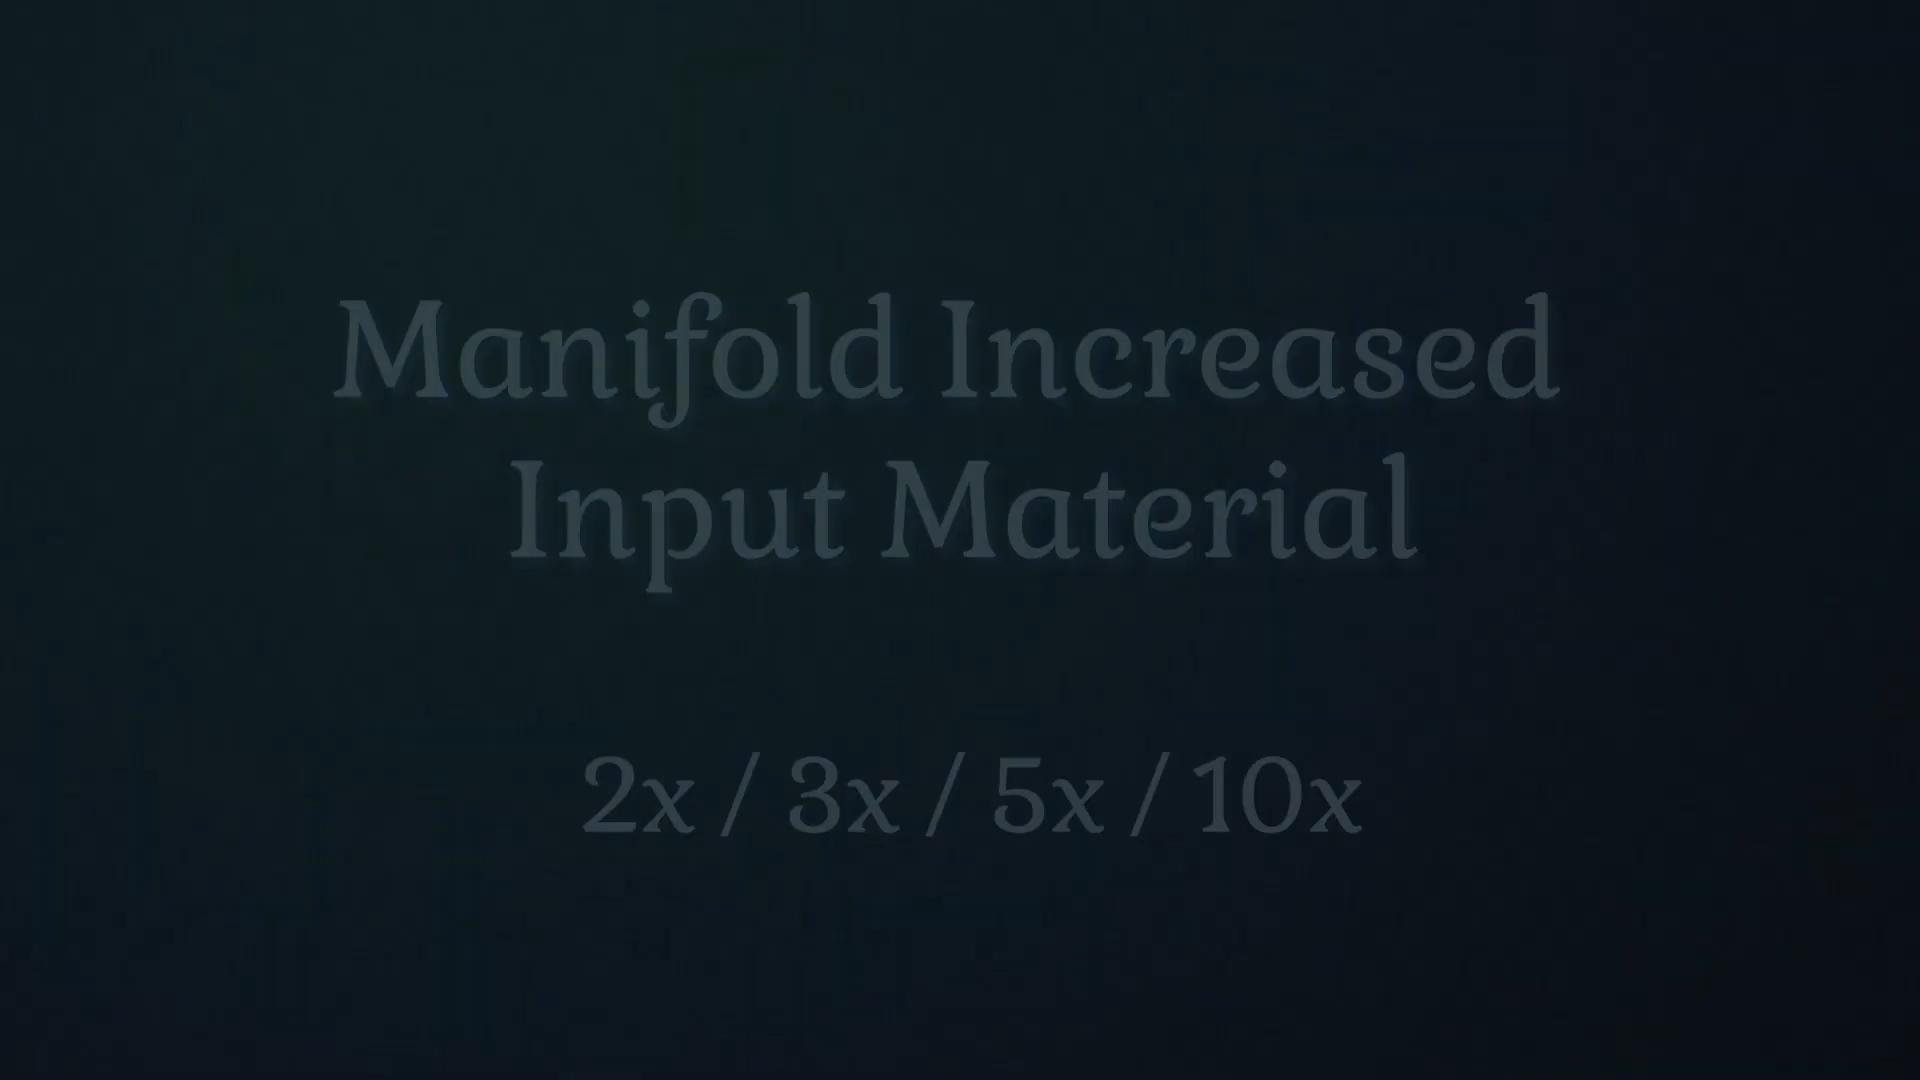 Manifold Increased
Input Material
2x / 3x / 5x / 10x